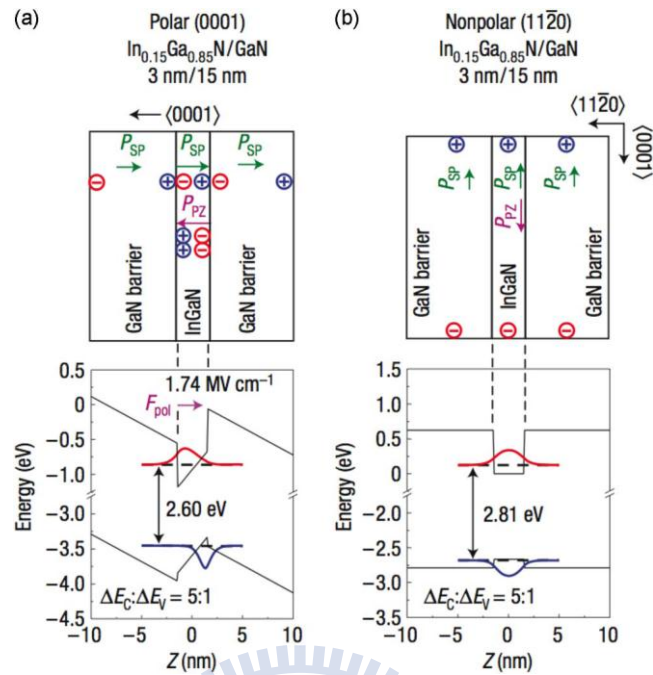 (a)
Polar (0001)
In0.15Ga0.85N/GaN
3 nm/15 nm
⟨0001⟩
PSP PSP PSP
PPZ
GaN barrier
InGaN
GaN barrier
0.5
0
−0.5
−1.0
−3.0
−3.5
−4.0
−4.5
Energy (eV)
1.74 MV cm−1
Fpol
2.60 eV
ΔEC:ΔEV = 5:1
−10 −5 0 5 10
Z (nm)
(b)
Nonpolar (112̄0)
In0.15Ga0.85N/GaN
3 nm/15 nm
⟨112̄0⟩
⟨0001⟩
PSP PSP PSP
PPZ
GaN barrier
InGaN
GaN barrier
1.5
1.0
0.5
0
−2.0
−2.5
−3.0
−3.5
Energy (eV)
2.81 eV
ΔEC:ΔEV = 5:1
−10 −5 0 5 10
Z (nm)